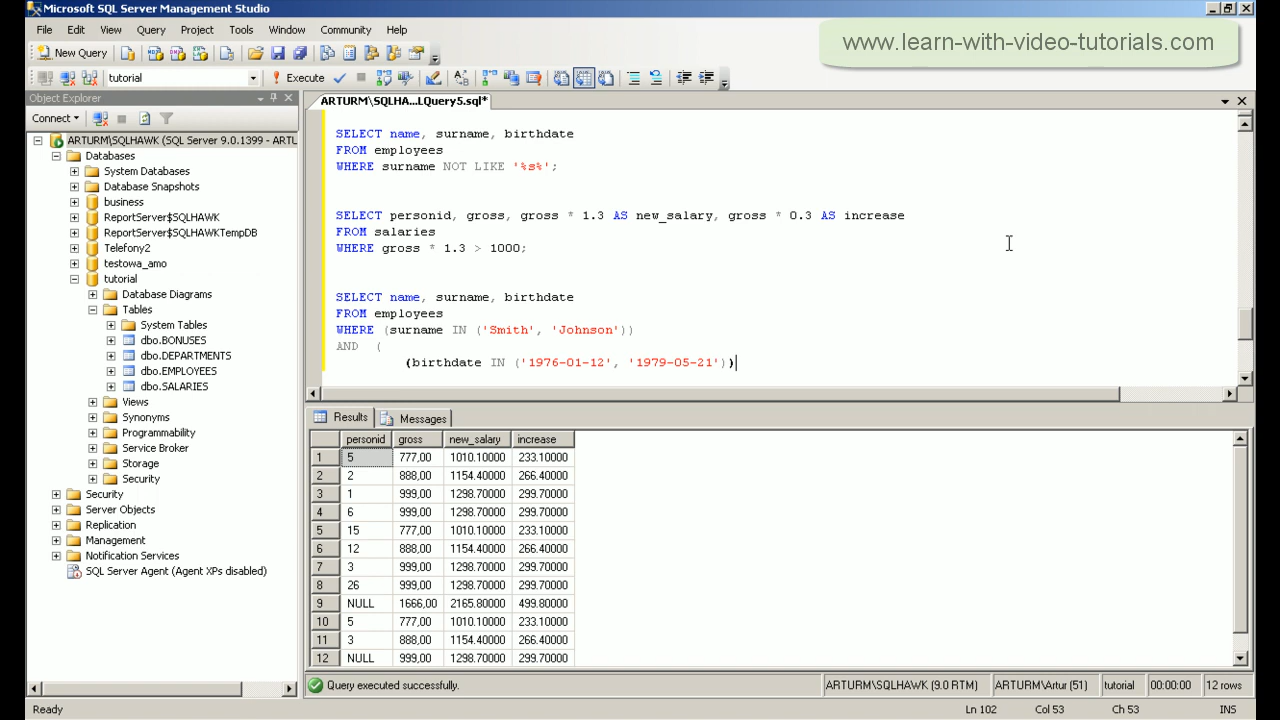 Microsoft SQL Server Management Studio
www.learn-with-video-tutorials.com
File Edit View Query Project Tools Window Community Help
New Query
tutorial Execute
Object Explorer
Connect
ARTURM\SQLHAWK (SQL Server 9.0.1399 - ARTU
Databases
System Databases
Database Snapshots
business
ReportServer$SQLHAWK
ReportServer$SQLHAWKTempDB
Telefony2
testowa_amo
tutorial
Database Diagrams
Tables
System Tables
dbo.BONUSES
dbo.DEPARTMENTS
dbo.EMPLOYEES
dbo.SALARIES
Views
Synonyms
Programmability
Service Broker
Storage
Security
Security
Server Objects
Replication
Management
Notification Services
SQL Server Agent (Agent XPs disabled)
ARTURM\SQLHA...LQuery5.sql*
SELECT name, surname, birthdate
FROM employees
WHERE surname NOT LIKE '%s%';
SELECT personid, gross, gross * 1.3 AS new_salary, gross * 0.3 AS increase
FROM salaries
WHERE gross * 1.3 > 1000;
SELECT name, surname, birthdate
FROM employees
WHERE (surname IN ('Smith', 'Johnson'))
AND (
(birthdate IN ('1976-01-12', '1979-05-21'))
Results Messages
personid gross new_salary increase
1 5 777,00 1010.10000 233.10000
2 2 888,00 1154.40000 266.40000
3 1 999,00 1298.70000 299.70000
4 6 999,00 1298.70000 299.70000
5 15 777,00 1010.10000 233.10000
6 12 888,00 1154.40000 266.40000
7 3 999,00 1298.70000 299.70000
8 26 999,00 1298.70000 299.70000
9 NULL 1666,00 2165.80000 499.80000
10 5 777,00 1010.10000 233.10000
11 3 888,00 1154.40000 266.40000
12 NULL 999,00 1298.70000 299.70000
Query executed successfully. ARTURM\SQLHAWK (9.0 RTM) ARTURM\Artur (51) tutorial 00:00:00 12 rows
Ready Ln 102 Col 53 Ch 53 INS